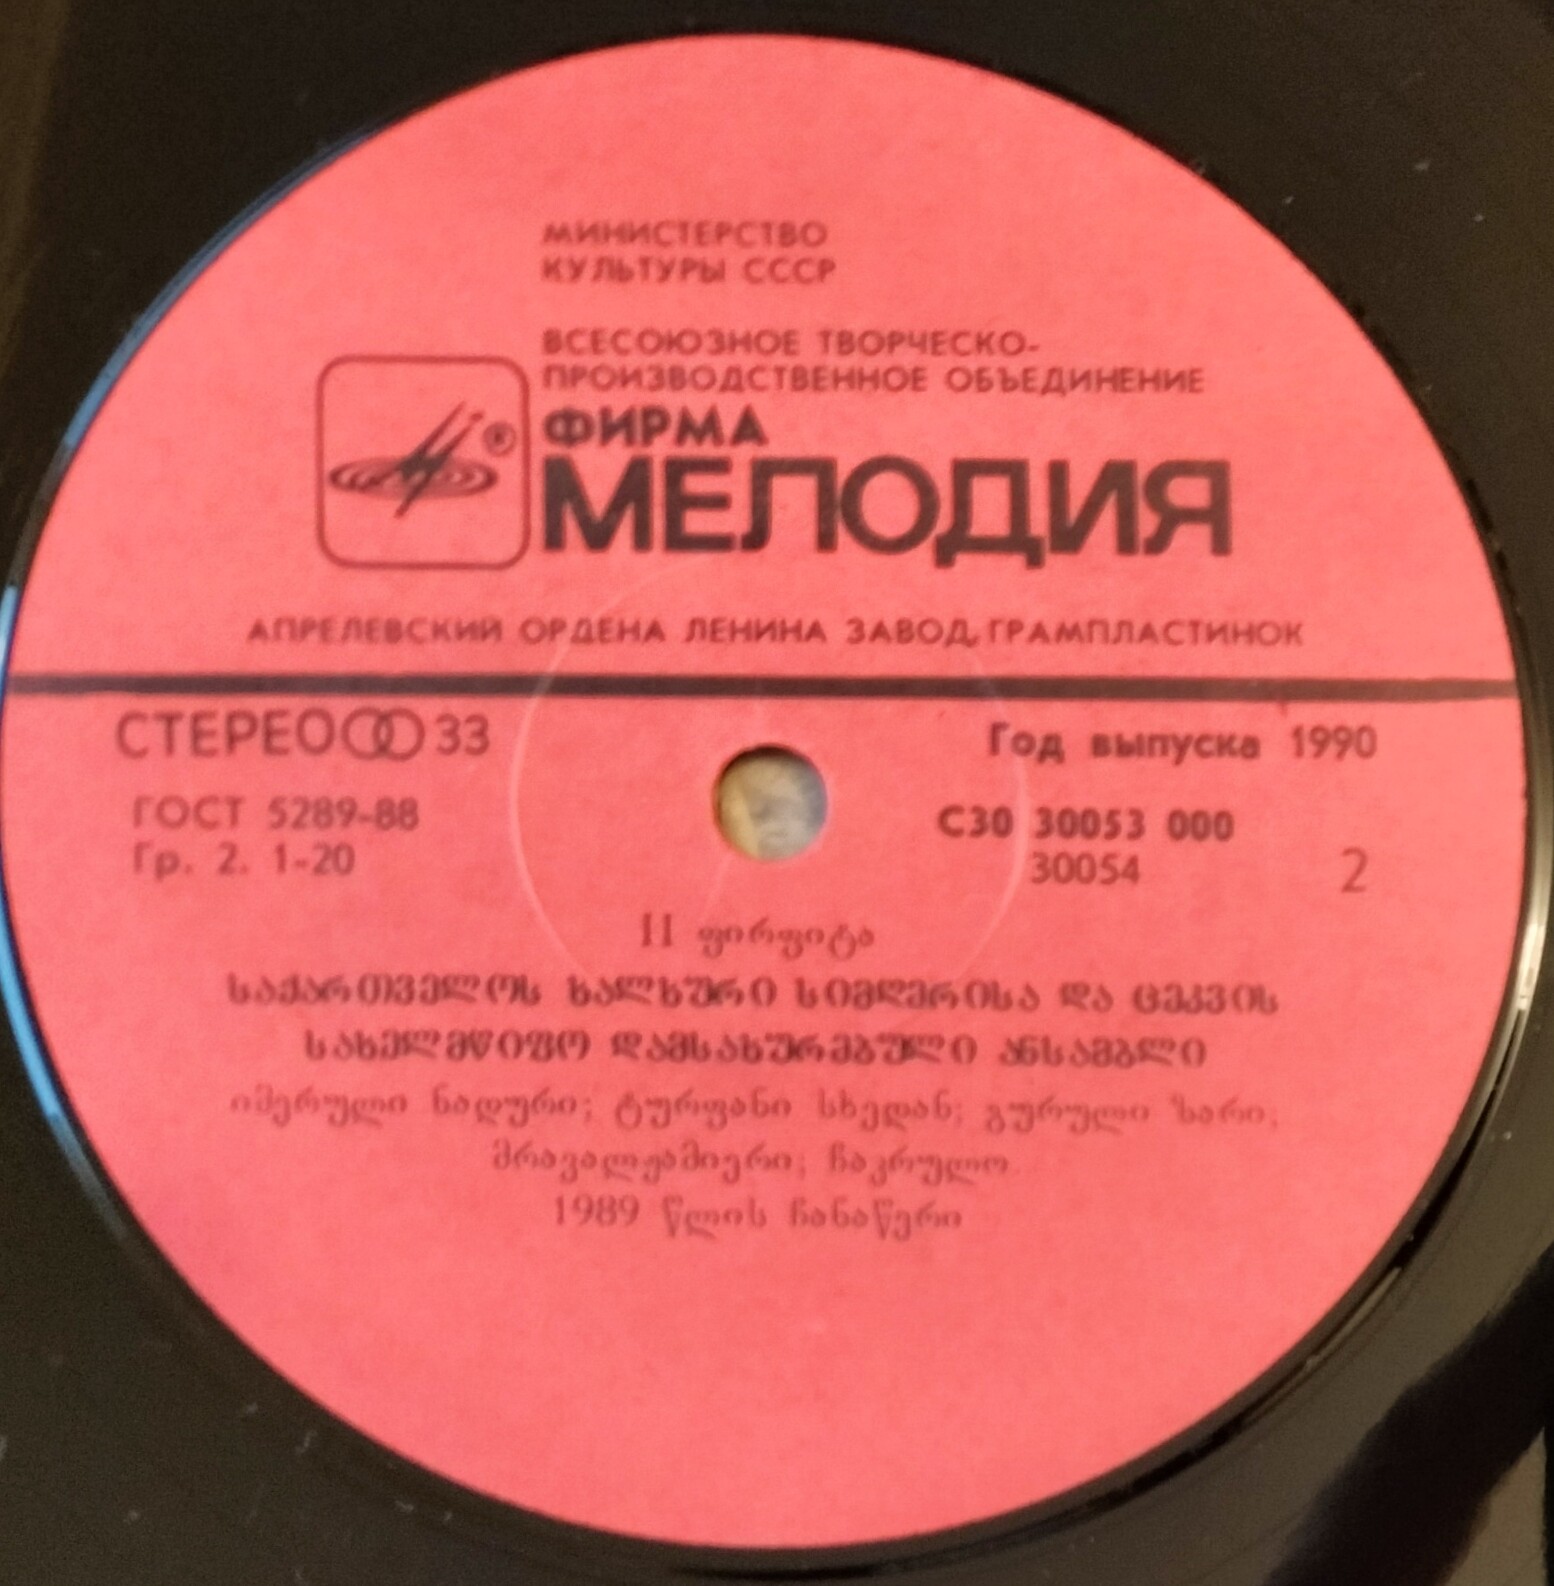 МИНИСТЕРСТВО
КУЛЬТУРЫ СССР
ВСЕСОЮЗНОЕ ТВОРЧЕСКО-
ПРОИЗВОДСТВЕННОЕ ОБЪЕДИНЕНИЕ
®
ФИРМА
МЕЛОДИЯ
АПРЕЛЕВСКИЙ ОРДЕНА ЛЕНИНА ЗАВОД ГРАМПЛАСТИНОК
СТЕРЕО 33
Год выпуска 1990
ГОСТ 5289-88
С30 30053 000
Гр. 2. 1-20
30054
2
II ფირფიტა
საქართველოს ხალხური სიმღერისა და ცეკვის
სახელმწიფო დამსახურებული ანსამბლი
იმერული ნადური; ტურფანი სხედან; გურული ზარი;
მრავალჟამიერი; ჩაკრულო
1989 წლის ჩანაწერი